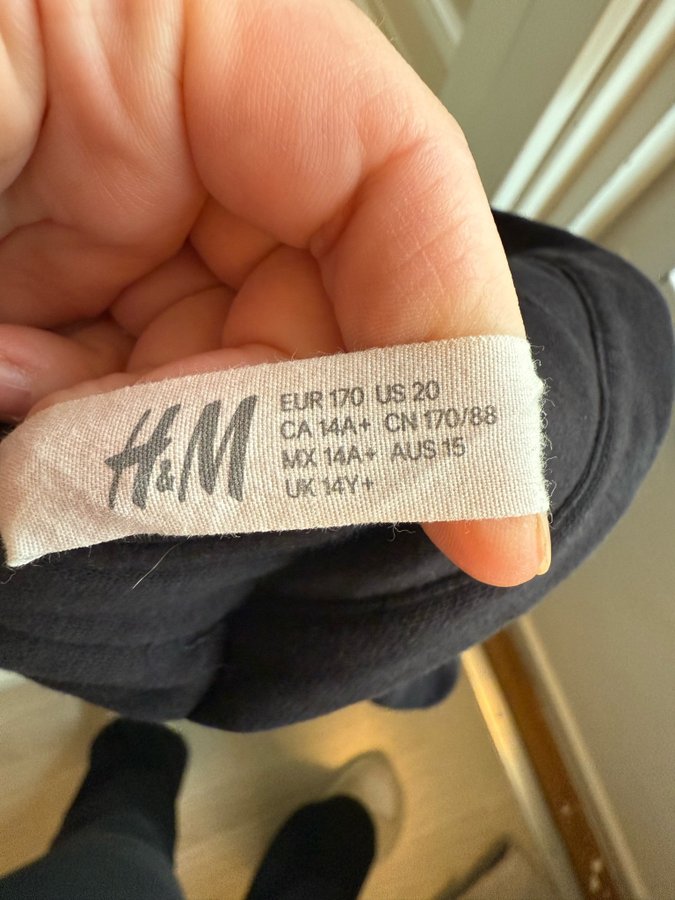 H&M
EUR 170 US 20
CA 14A+ CN 170/88
MX 14A+ AUS 15
UK 14Y+